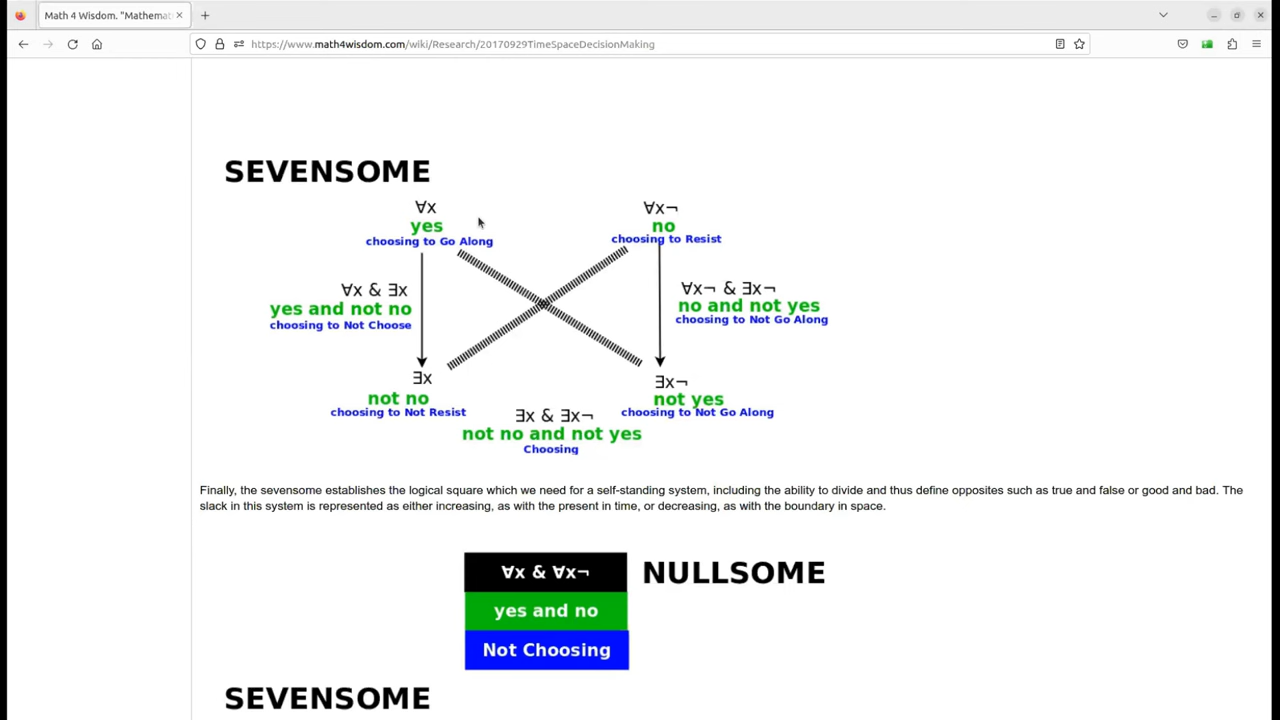 Math 4 Wisdom. "Mathemat
https://www.math4wisdom.com/wiki/Research/20170929TimeSpaceDecisionMaking
SEVENSOME
∀x
yes
choosing to Go Along
∀x¬
no
choosing to Resist
∀x & ∃x
yes and not no
choosing to Not Choose
∀x¬ & ∃x¬
no and not yes
choosing to Not Go Along
∃x
not no
choosing to Not Resist
∃x¬
not yes
choosing to Not Go Along
∃x & ∃x¬
not no and not yes
Choosing
Finally, the sevensome establishes the logical square which we need for a self-standing system, including the ability to divide and thus define opposites such as true and false or good and bad. The
slack in this system is represented as either increasing, as with the present in time, or decreasing, as with the boundary in space.
∀x & ∀x¬
yes and no
Not Choosing
NULLSOME
SEVENSOME